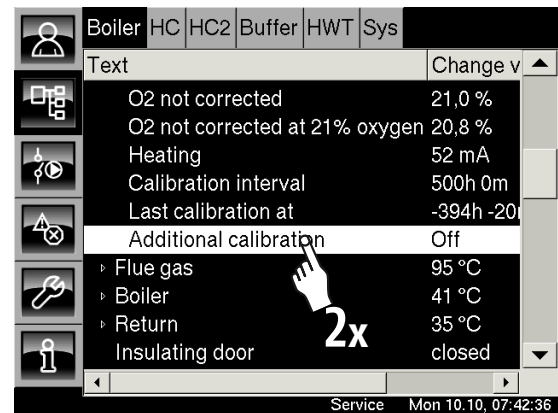 Boiler HC HC2 Buffer HWT Sys
Text Change v
O2 not corrected 21,0 %
O2 not corrected at 21% oxygen 20,8 %
Heating 52 mA
Calibration interval 500h 0m
Last calibration at -394h -20
Additional calibration Off
Flue gas 95 °C
Boiler 41 °C
Return 35 °C
2x
Insulating door closed
Service Mon 10.10, 07:42:36